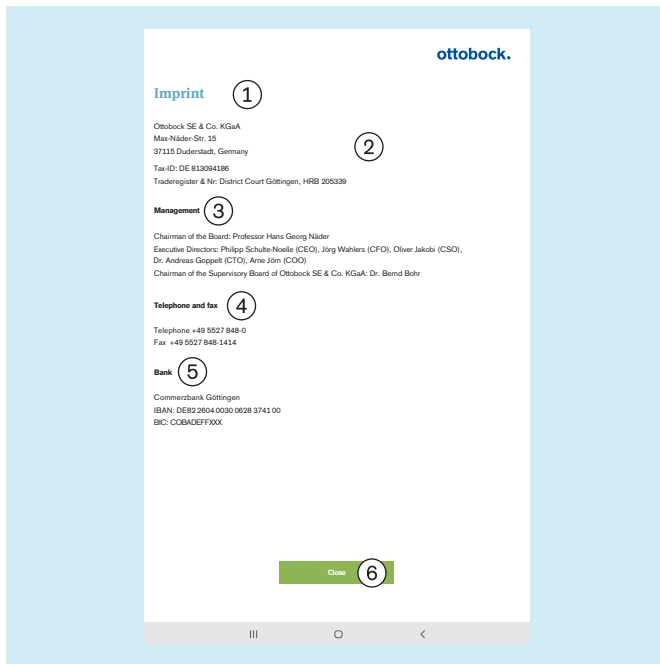 ottobock.
Imprint 1
Ottobock SE & Co. KGaA
Max-Näder-Str. 15
2
37115 Duderstadt, Germany
Tax-ID: DE 813094186
Traderegister & Nr: District Court Göttingen, HRB 205339
Management 3
Chairman of the Board: Professor Hans Georg Näder
Executive Directors: Philipp Schulte-Noelle (CEO), Jörg Wahlers (CFO), Oliver Jakobi (CSO),
Dr. Andreas Goppelt (CTO), Arne Jörn (COO)
Chairman of the Supervisory Board of Ottobock SE & Co. KGaA: Dr. Bernd Bohr
Telephone and fax 4
Telephone +49 5527 848-0
Fax +49 5527 848-1414
Bank 5
Commerzbank Göttingen
IBAN: DE82 2604 0030 0628 3741 00
BIC: COBADEFFXXX
Close 6